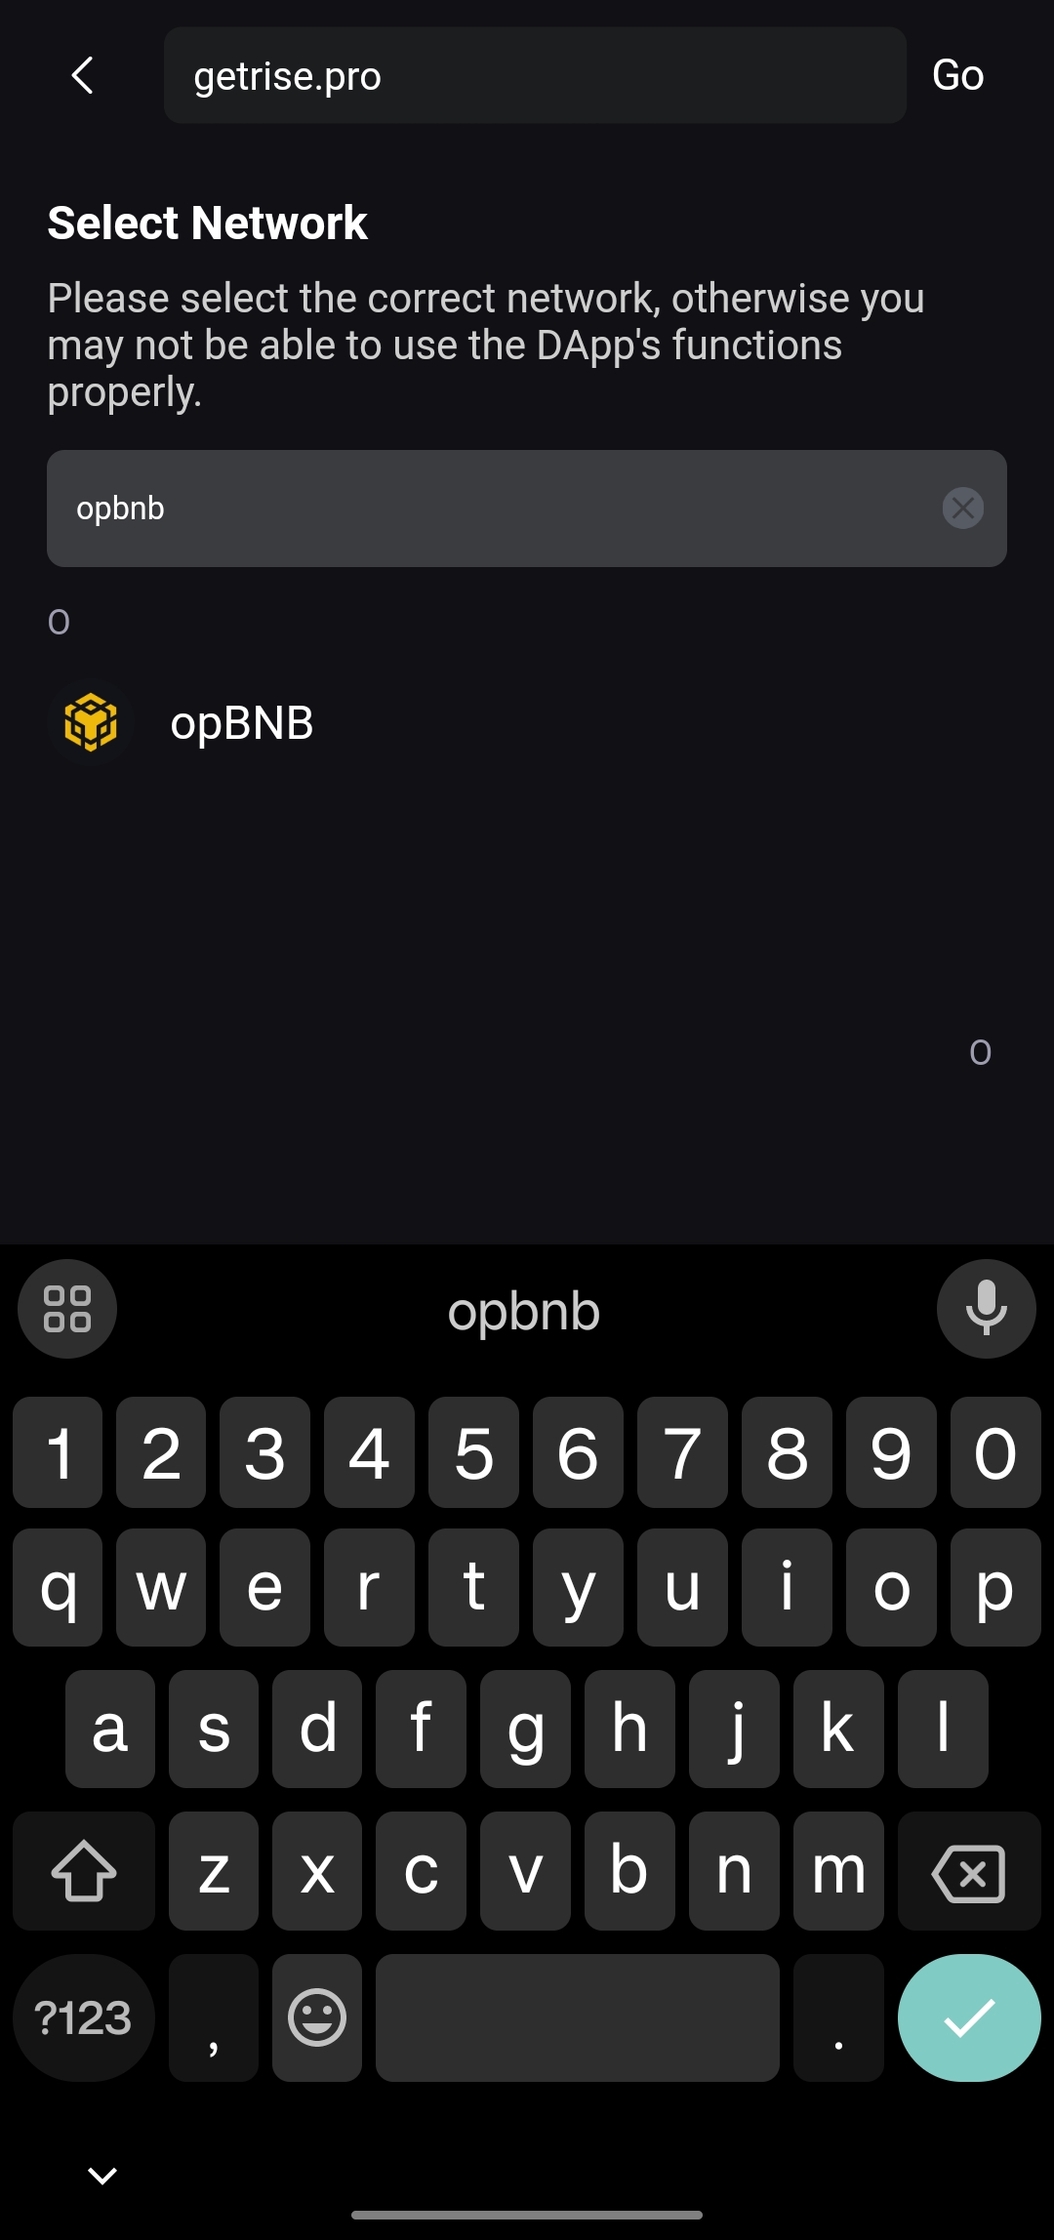 getrise.pro
Go
Select Network
Please select the correct network, otherwise you
may not be able to use the DApp's functions
properly.
opbnb
O
opBNB
O
opbnb
1 2 3 4 5 6 7 8 9 0
q w e r t y u i o p
a s d f g h j k l
z x c v b n m
?123 , .